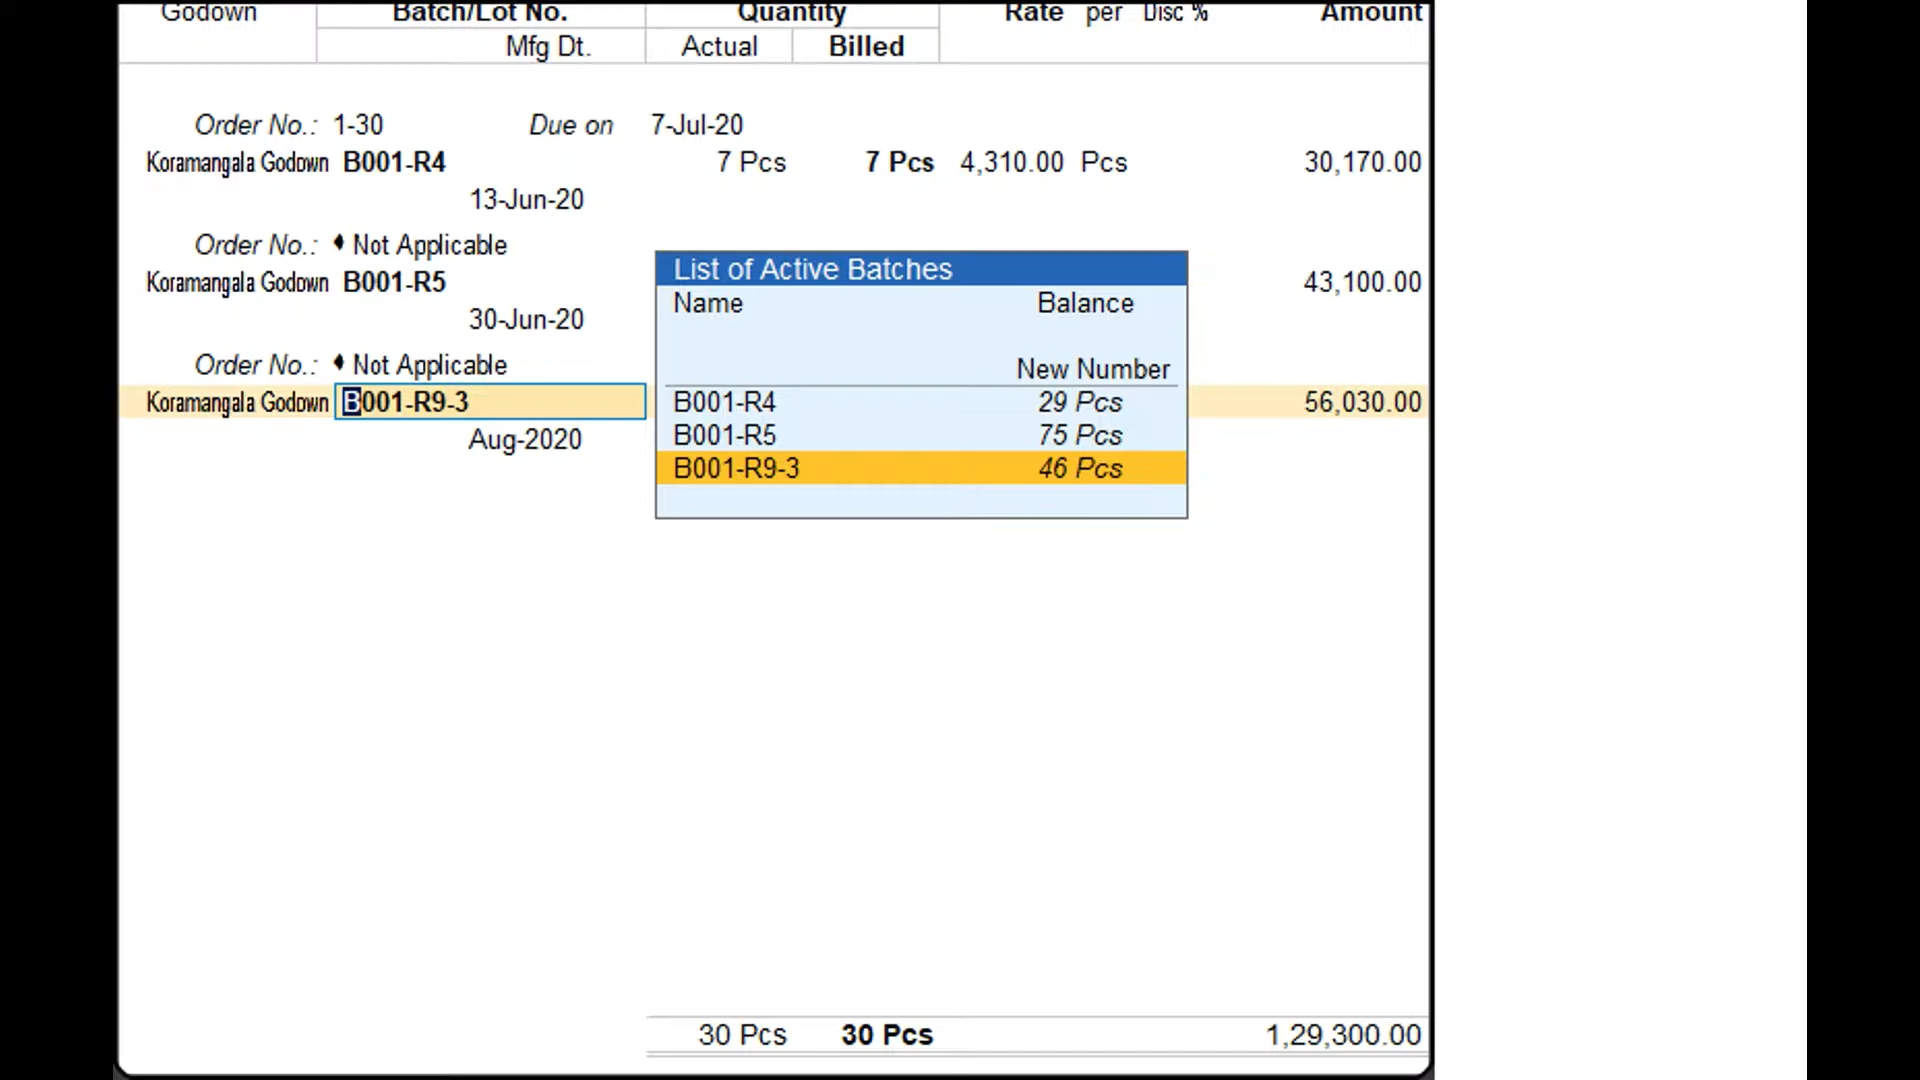 Godown Batch/Lot No. Quantity Rate per Disc % Amount
Mfg Dt. Actual Billed
Order No.: 1-30 Due on 7-Jul-20
Koramangala Godown B001-R4 7 Pcs 7 Pcs 4,310.00 Pcs 30,170.00
13-Jun-20
Order No.: ♦ Not Applicable
Koramangala Godown B001-R5 43,100.00
30-Jun-20
Order No.: ♦ Not Applicable
Koramangala Godown B001-R9-3 56,030.00
Aug-2020
List of Active Batches
Name Balance
New Number
B001-R4 29 Pcs
B001-R5 75 Pcs
B001-R9-3 46 Pcs
30 Pcs 30 Pcs 1,29,300.00